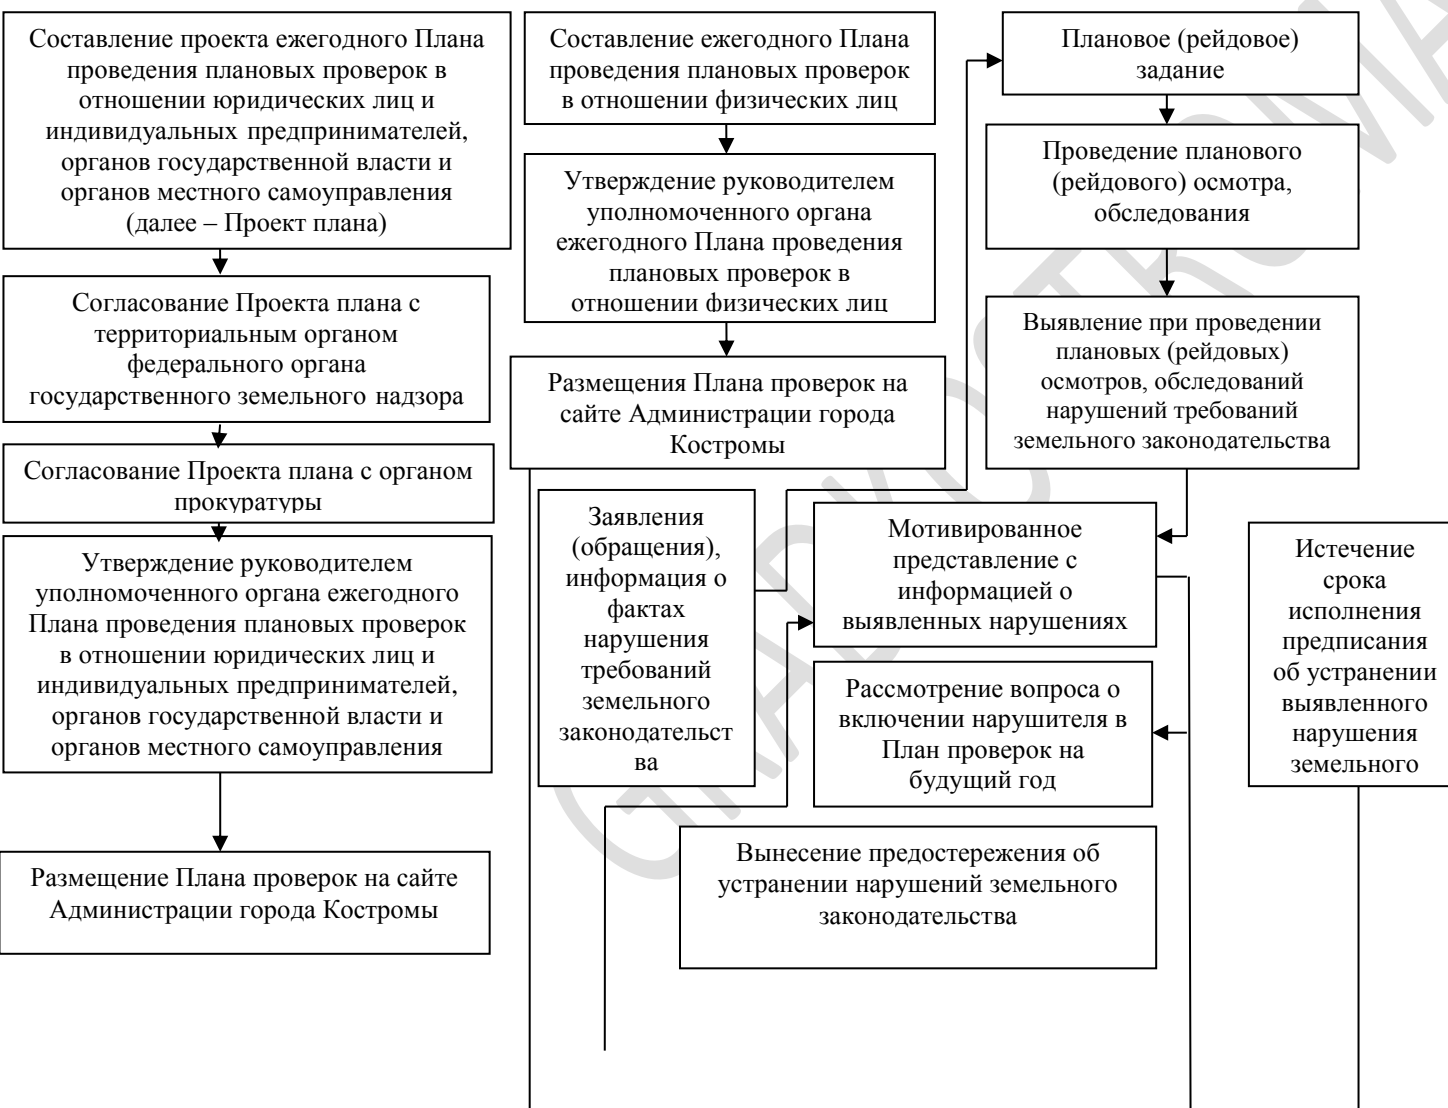 Составление проекта ежегодного Плана
проведения плановых проверок в
отношении юридических лиц и
индивидуальных предпринимателей,
органов государственной власти и
органов местного самоуправления
(далее – Проект плана)
Согласование Проекта плана с
территориальным органом
федерального органа
государственного земельного надзора
Согласование Проекта плана с органом
прокуратуры
Утверждение руководителем
уполномоченного органа ежегодного
Плана проведения плановых проверок
в отношении юридических лиц и
индивидуальных предпринимателей,
органов государственной власти и
органов местного самоуправления
Размещение Плана проверок на сайте
Администрации города Костромы
Составление ежегодного Плана
проведения плановых проверок
в отношении физических лиц
Утверждение руководителем
уполномоченного органа
ежегодного Плана проведения
плановых проверок в
отношении физических лиц
Размещения Плана проверок на
сайте Администрации города
Костромы
Плановое (рейдовое)
задание
Проведение планового
(рейдового) осмотра,
обследования
Выявление при проведении
плановых (рейдовых)
осмотров, обследований
нарушений требований
земельного законодательства
Заявления
(обращения),
информация о
фактах
нарушения
требований
земельного
законодательст
ва
Мотивированное
представление с
информацией о
выявленных нарушениях
Рассмотрение вопроса о
включении нарушителя в
План проверок на
будущий год
Вынесение предостережения об
устранении нарушений земельного
законодательства
Истечение
срока
исполнения
предписания
об устранении
выявленного
нарушения
земельного